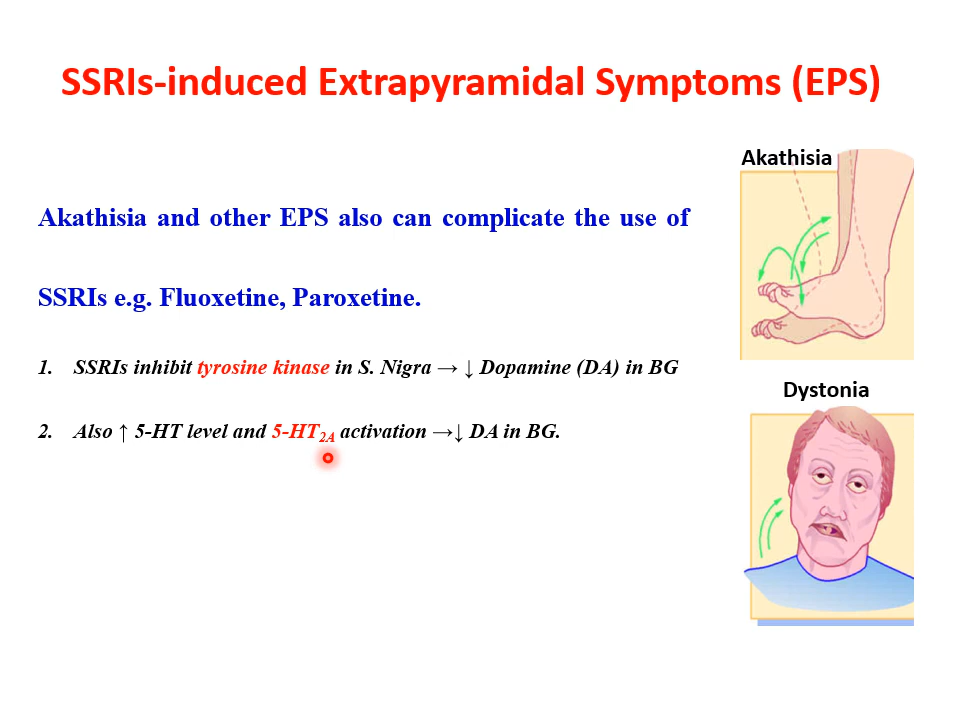 SSRIs-induced Extrapyramidal Symptoms (EPS)
Akathisia
Akathisia and other EPS also can complicate the use of
SSRIs e.g. Fluoxetine, Paroxetine.
1. SSRIs inhibit tyrosine kinase in S. Nigra → ↓ Dopamine (DA) in BG
Dystonia
2. Also ↑ 5-HT level and 5-HT2A activation →↓ DA in BG.